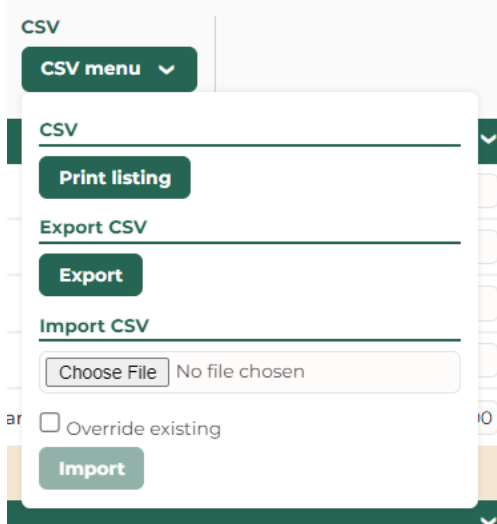 CSV
CSV menu
CSV
Print listing
Export CSV
Export
Import CSV
Choose File No file chosen
Override existing
Import